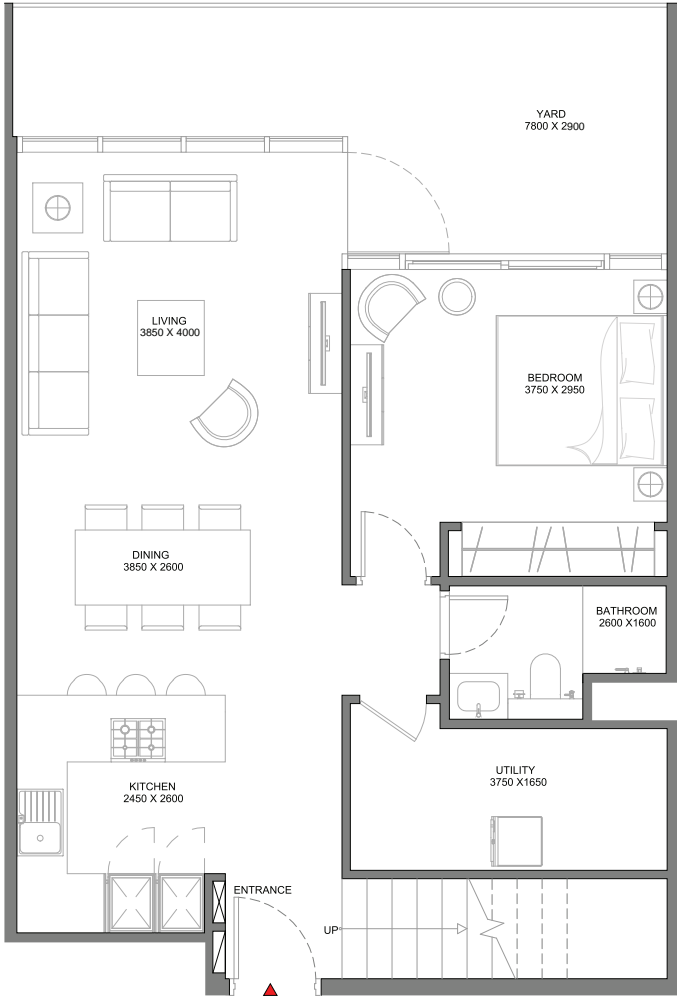 YARD
7800 X 2900
LIVING
3850 X 4000
BEDROOM
3750 X 2950
DINING
3850 X 2600
BATHROOM
2600 X1600
KITCHEN
2450 X 2600
UTILITY
3750 X1650
ENTRANCE
UP